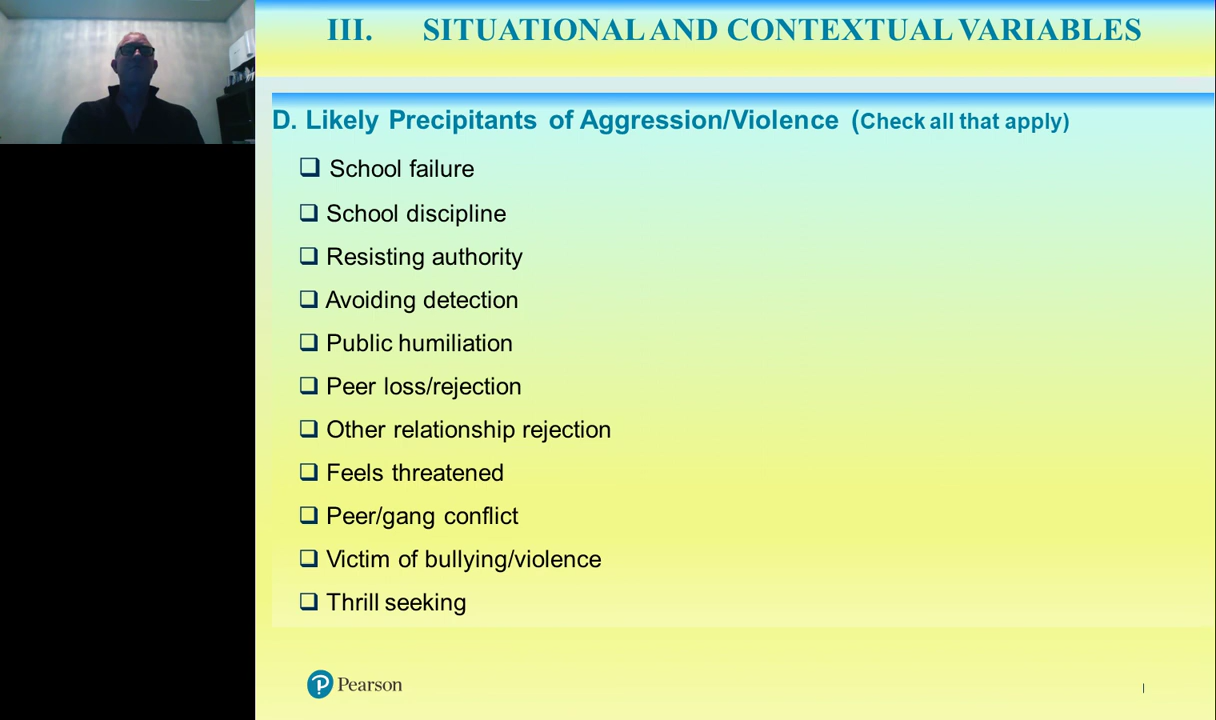 III. SITUATIONAL AND CONTEXTUAL VARIABLES
D. Likely Precipitants of Aggression/Violence (Check all that apply)
❑ School failure
❑ School discipline
❑ Resisting authority
❑ Avoiding detection
❑ Public humiliation
❑ Peer loss/rejection
❑ Other relationship rejection
❑ Feels threatened
❑ Peer/gang conflict
❑ Victim of bullying/violence
❑ Thrill seeking
Pearson
|